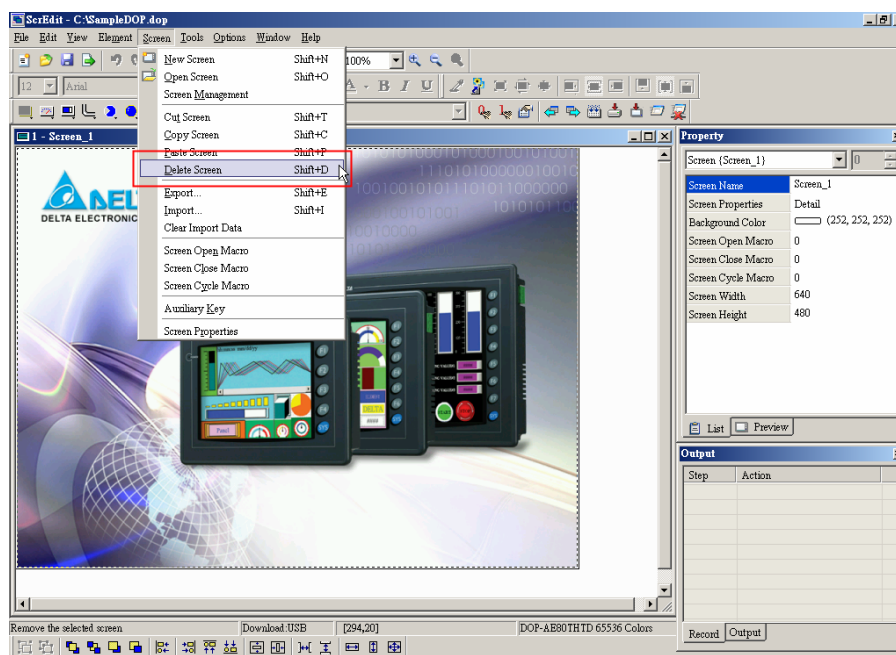 ScrEdit - C:\SampleDOP.dop
File Edit View Element Screen Tools Options Window Help
100%
12 Arial
B I U
1 - Screen_1
New Screen Shift+N
Open Screen Shift+O
Screen Management
Cut Screen Shift+T
Copy Screen Shift+C
Paste Screen Shift+P
Delete Screen Shift+D
Export... Shift+E
Import... Shift+I
Clear Import Data
Screen Open Macro
Screen Close Macro
Screen Cycle Macro
Auxiliary Key
Screen Properties
DELTA ELECTRONIC
Property
Screen {Screen_1} 0
Screen Name Screen_1
Screen Properties Detail
Background Color (252, 252, 252)
Screen Open Macro 0
Screen Close Macro 0
Screen Cycle Macro 0
Screen Width 640
Screen Height 480
List Preview
Output
Step Action
Record Output
Remove the selected screen Download:USB [294,20] DOP-AE80THTD 65536 Colors